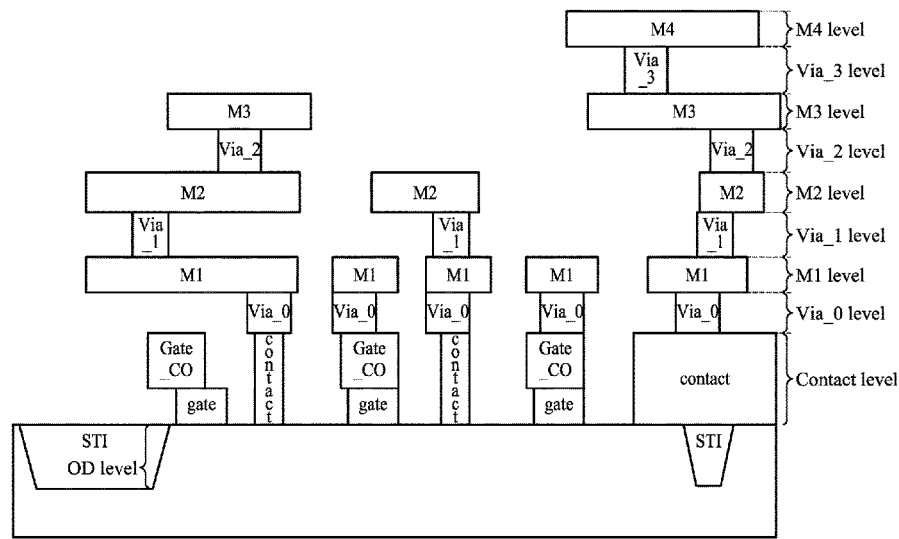 M4
M4 level
Via
_3
Via_3 level
M3
M3
M3 level
Via_2
Via_2
Via_2 level
M2
M2
M2
M2 level
Via
_1
Via
_1
Via
_1
Via_1 level
M1
M1
M1
M1
M1
M1 level
Via_0
Via_0
Via_0
Via_0
Via_0
Via_0 level
Gate
_CO
contact
Gate
_CO
contact
Gate
_CO
contact
Contact level
gate
gate
gate
STI
OD level
STI